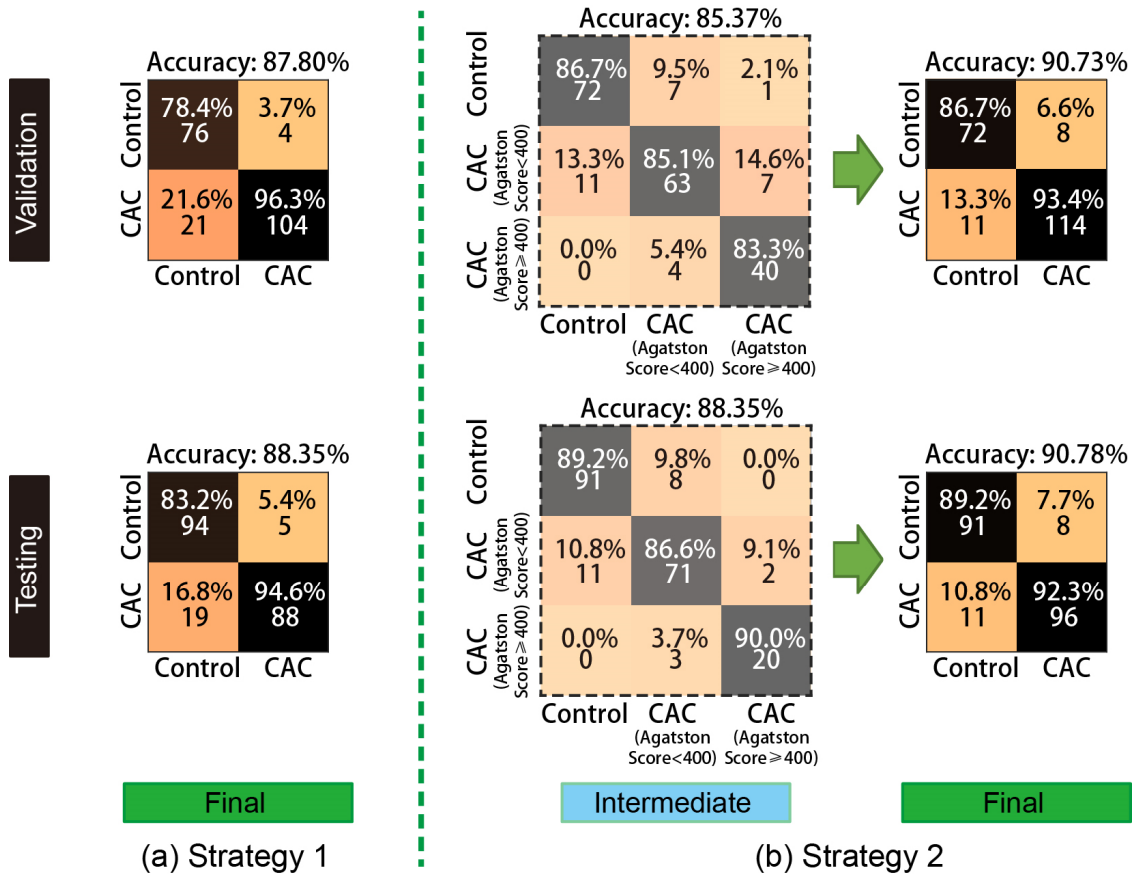 Validation
Accuracy: 87.80%
Control
CAC
78.4%
76
3.7%
4
21.6%
21
96.3%
104
Control
CAC
Accuracy: 85.37%
Control
CAC
(Agatston
Score<400)
CAC
(Agatston
Score≥400)
86.7%
72
9.5%
7
2.1%
1
13.3%
11
85.1%
63
14.6%
7
0.0%
0
5.4%
4
83.3%
40
Control
CAC
(Agatston
Score<400)
CAC
(Agatston
Score≥400)
Accuracy: 90.73%
Control
CAC
86.7%
72
6.6%
8
13.3%
11
93.4%
114
Control
CAC
Testing
Accuracy: 88.35%
Control
CAC
83.2%
94
5.4%
5
16.8%
19
94.6%
88
Control
CAC
Accuracy: 88.35%
Control
CAC
(Agatston
Score<400)
CAC
(Agatston
Score≥400)
89.2%
91
9.8%
8
0.0%
0
10.8%
11
86.6%
71
9.1%
2
0.0%
0
3.7%
3
90.0%
20
Control
CAC
(Agatston
Score<400)
CAC
(Agatston
Score≥400)
Accuracy: 90.78%
Control
CAC
89.2%
91
7.7%
8
10.8%
11
92.3%
96
Control
CAC
Final
Intermediate
Final
(a) Strategy 1
(b) Strategy 2